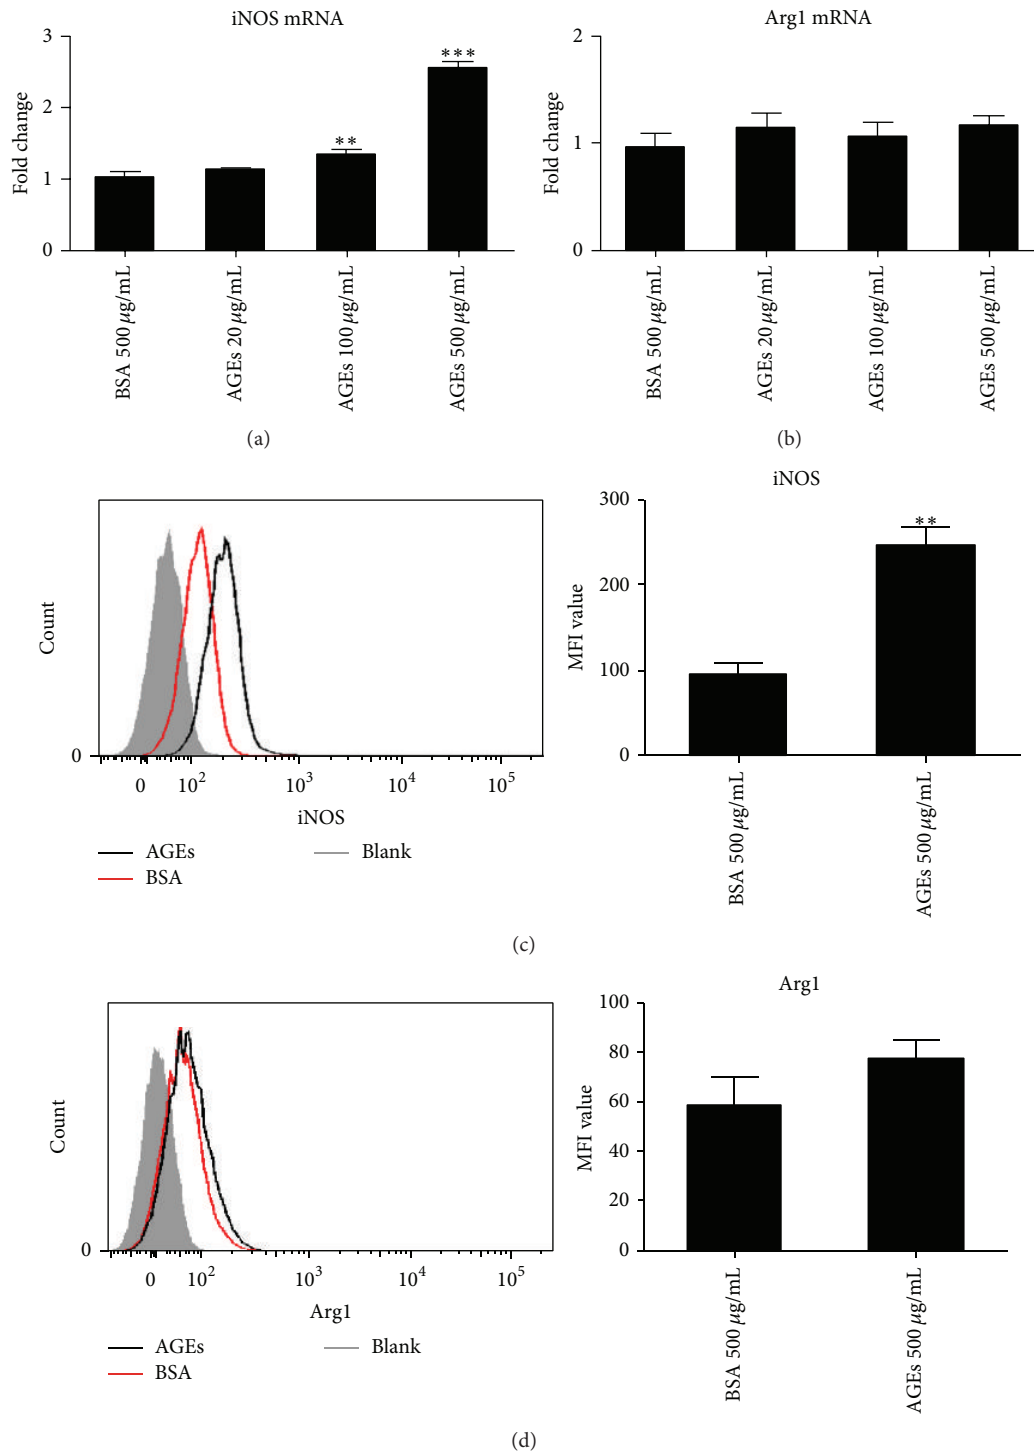 iNOS mRNA
3
2
1
0
Fold change
**
***
BSA 500 µg/mL
AGEs 20 µg/mL
AGEs 100 µg/mL
AGEs 500 µg/mL
(a)
Arg1 mRNA
2
1
0
Fold change
BSA 500 µg/mL
AGEs 20 µg/mL
AGEs 100 µg/mL
AGEs 500 µg/mL
(b)
Count
0
0 10² 10³ 10⁴ 10⁵
iNOS
AGEs Blank
BSA
iNOS
300
200
100
0
MFI value
**
BSA 500 µg/mL
AGEs 500 µg/mL
(c)
Count
0
0 10² 10³ 10⁴ 10⁵
Arg1
AGEs Blank
BSA
Arg1
100
80
60
40
20
0
MFI value
BSA 500 µg/mL
AGEs 500 µg/mL
(d)